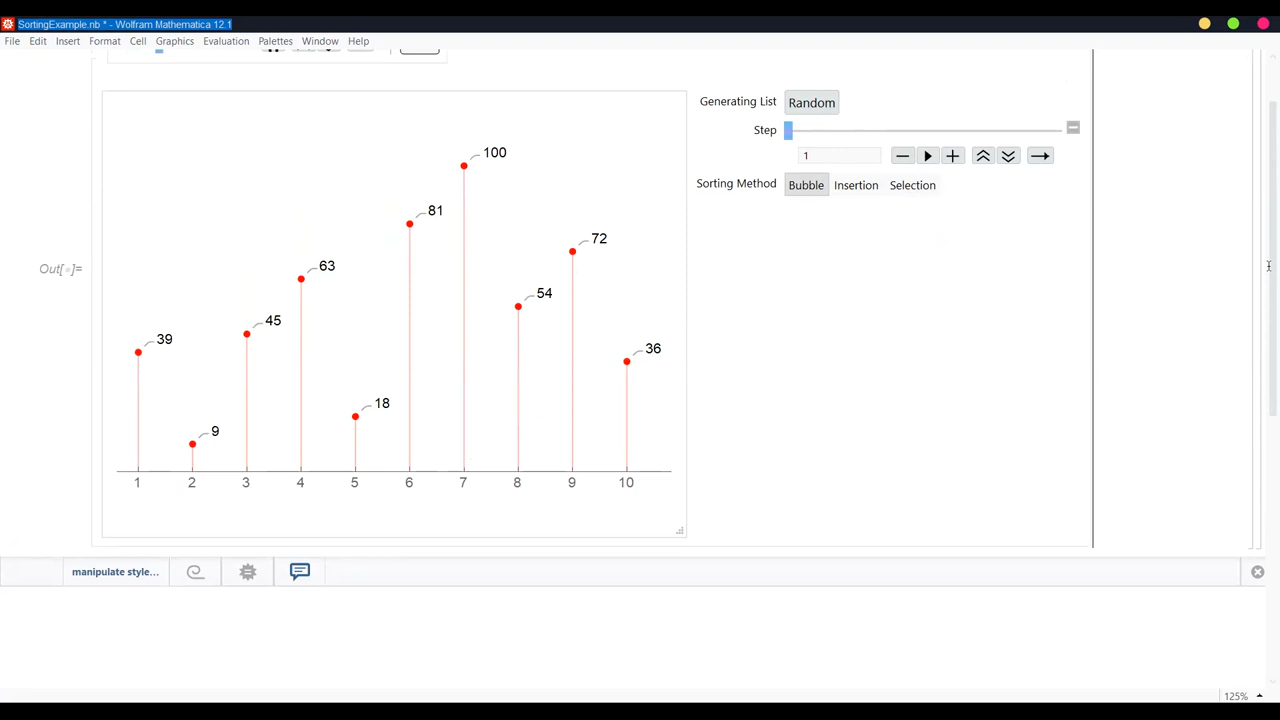 SortingExample.nb * - Wolfram Mathematica 12.1
File Edit Insert Format Cell Graphics Evaluation Palettes Window Help
Generating List Random
Step
1
Sorting Method Bubble Insertion Selection
Out[ ]=
100
81
72
63
54
45
39
36
18
9
1 2 3 4 5 6 7 8 9 10
manipulate style...
125%